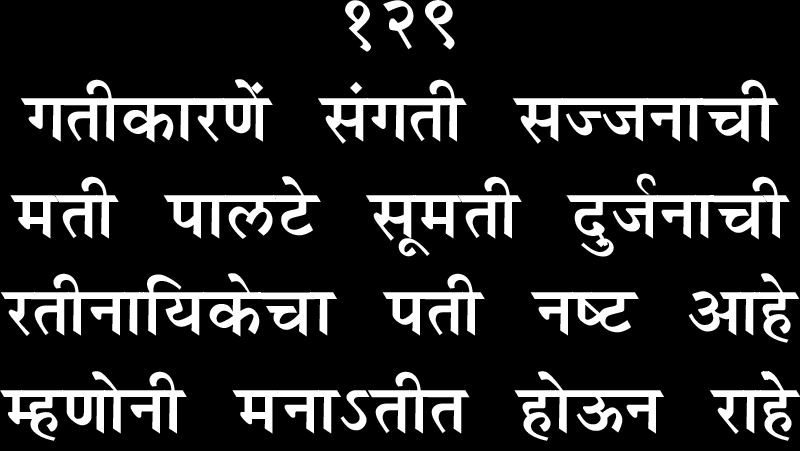 १२९
गतीकारणें संगती सज्जनाची
मती पालटे सूमती दुर्जनाची
रतीनायिकेचा पती नष्ट आहे
म्हणोनी मनाऽतीत होऊन राहे